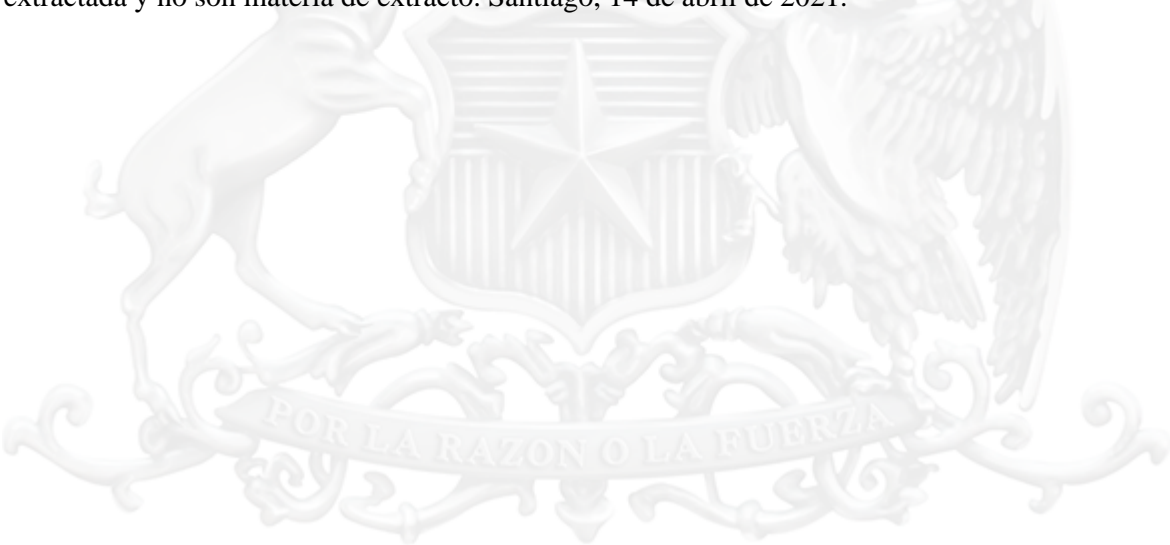 extractada y no son materia de extracto. Santiago, 14 de abril de 2021.
POR LA RAZON O LA FUERZA